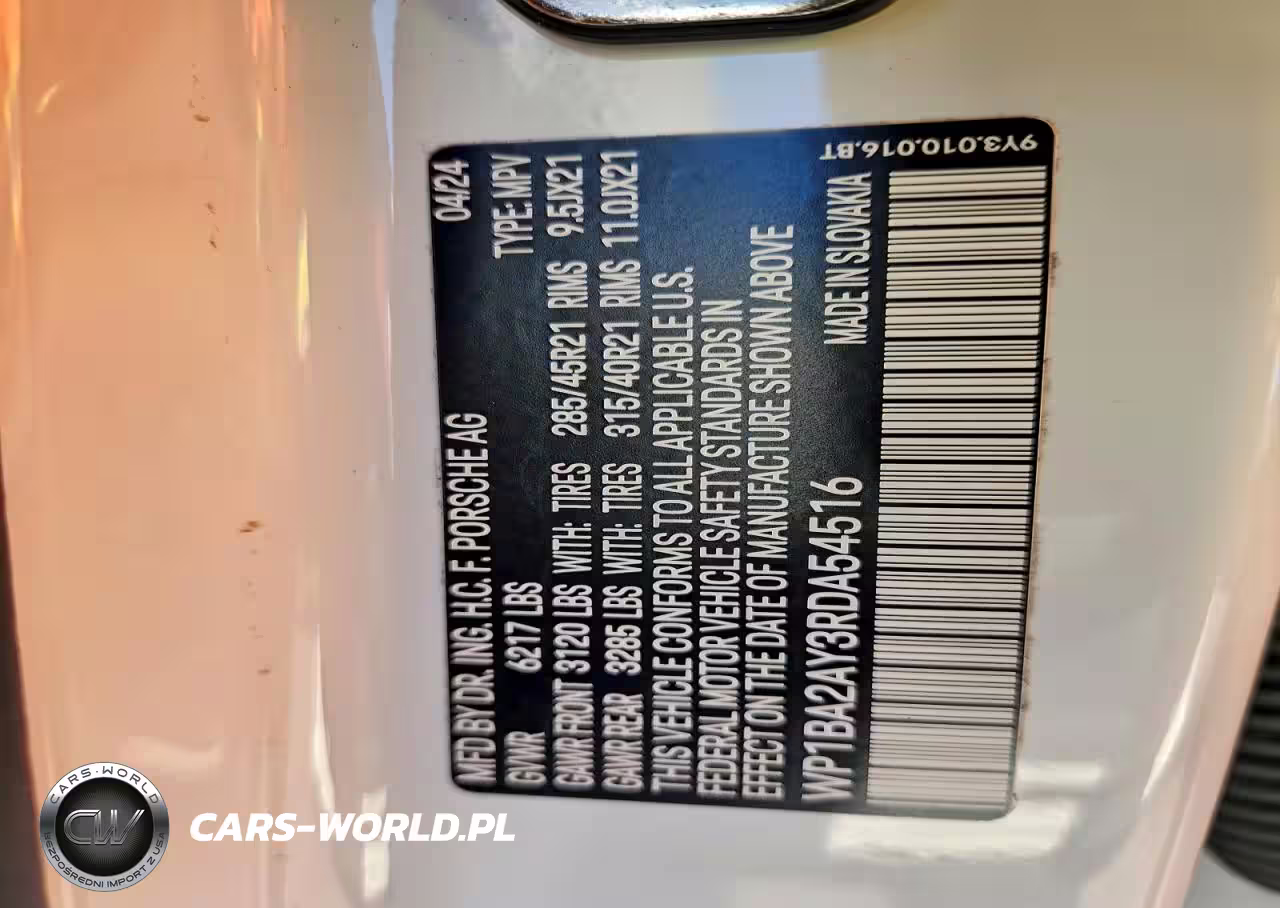 MFD BY DR. ING. H.C. F. PORSCHE AG 04/24
GVWR 6217 LBS TYPE: MPV
GAWR FRONT 3120 LBS WITH: TIRES 285/45R21 RIMS 9.5JX21
GAWR REAR 3285 LBS WITH: TIRES 315/40R21 RIMS 11.0JX21
THIS VEHICLE CONFORMS TO ALL APPLICABLE U.S.
FEDERAL MOTOR VEHICLE SAFETY STANDARDS IN
EFFECT ON THE DATE OF MANUFACTURE SHOWN ABOVE
MADE IN SLOVAKIA
WP1BA2AY3RDA54516
9Y3.010.016.BT
CARS-WORLD
CW
BEZPOŚREDNI IMPORT Z USA
CARS-WORLD.PL